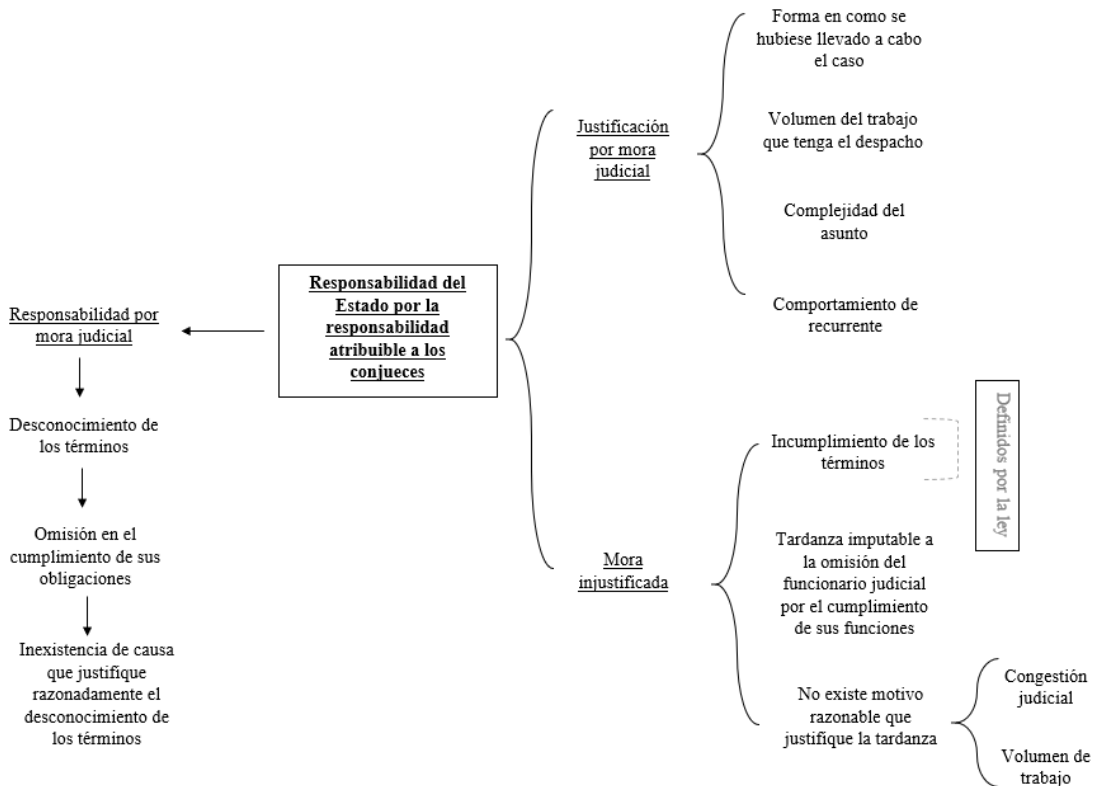 Forma en como se
hubiese llevado a cabo
el caso
Justificación
por mora
judicial
Volumen del trabajo
que tenga el despacho
Complejidad del
asunto
Comportamiento de
recurrente
Responsabilidad del
Estado por la
responsabilidad
atribuible a los
conjueces
Responsabilidad por
mora judicial
Desconocimiento de
los términos
Omisión en el
cumplimiento de sus
obligaciones
Inexistencia de causa
que justifique
razonadamente el
desconocimiento de
los términos
Mora
injustificada
Incumplimiento de los
términos
Definidos por la ley
Tardanza imputable a
la omisión del
funcionario judicial
por el cumplimiento
de sus funciones
No existe motivo
razonable que
justifique la tardanza
Congestión
judicial
Volumen de
trabajo